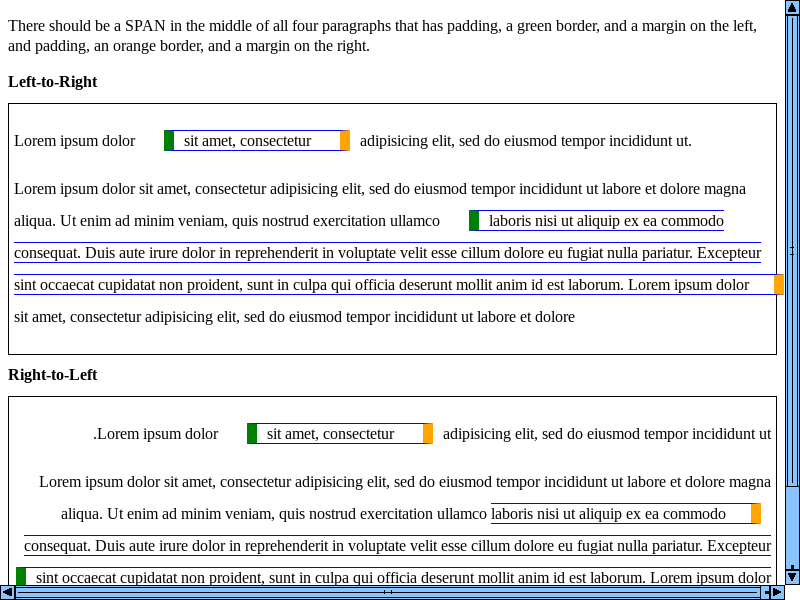 There should be a SPAN in the middle of all four paragraphs that has padding, a green border, and a margin on the left,
and padding, an orange border, and a margin on the right.
Left-to-Right
Lorem ipsum dolor sit amet, consectetur adipisicing elit, sed do eiusmod tempor incididunt ut.
Lorem ipsum dolor sit amet, consectetur adipisicing elit, sed do eiusmod tempor incididunt ut labore et dolore magna
aliqua. Ut enim ad minim veniam, quis nostrud exercitation ullamco laboris nisi ut aliquip ex ea commodo
consequat. Duis aute irure dolor in reprehenderit in voluptate velit esse cillum dolore eu fugiat nulla pariatur. Excepteur
sint occaecat cupidatat non proident, sunt in culpa qui officia deserunt mollit anim id est laborum. Lorem ipsum dolor
sit amet, consectetur adipisicing elit, sed do eiusmod tempor incididunt ut labore et dolore
Right-to-Left
.Lorem ipsum dolor sit amet, consectetur adipisicing elit, sed do eiusmod tempor incididunt ut
Lorem ipsum dolor sit amet, consectetur adipisicing elit, sed do eiusmod tempor incididunt ut labore et dolore magna
aliqua. Ut enim ad minim veniam, quis nostrud exercitation ullamco laboris nisi ut aliquip ex ea commodo
consequat. Duis aute irure dolor in reprehenderit in voluptate velit esse cillum dolore eu fugiat nulla pariatur. Excepteur
sint occaecat cupidatat non proident, sunt in culpa qui officia deserunt mollit anim id est laborum. Lorem ipsum dolor